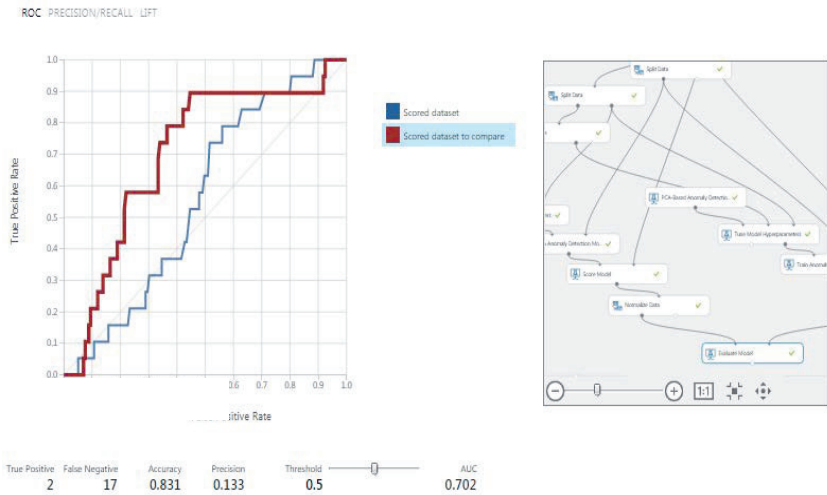 ROC PRECISION/RECALL LIFT
1.0
0.9
0.8
0.7
0.6
0.5
0.4
0.3
0.2
0.1
0.0
True Positive Rate
0.6 0.7 0.8 0.9 1.0
sitive Rate
Scored dataset
Scored dataset to compare
Split Data
Split Data
PCA-Based Anomaly Detectio...
Tune Model Hyperparameters
Anomaly Detection Mo...
Train Anomal
Score Model
Normalize Data
Evaluate Model
1:1
True Positive False Negative Accuracy Precision Threshold AUC
2 17 0.831 0.133 0.5 0.702